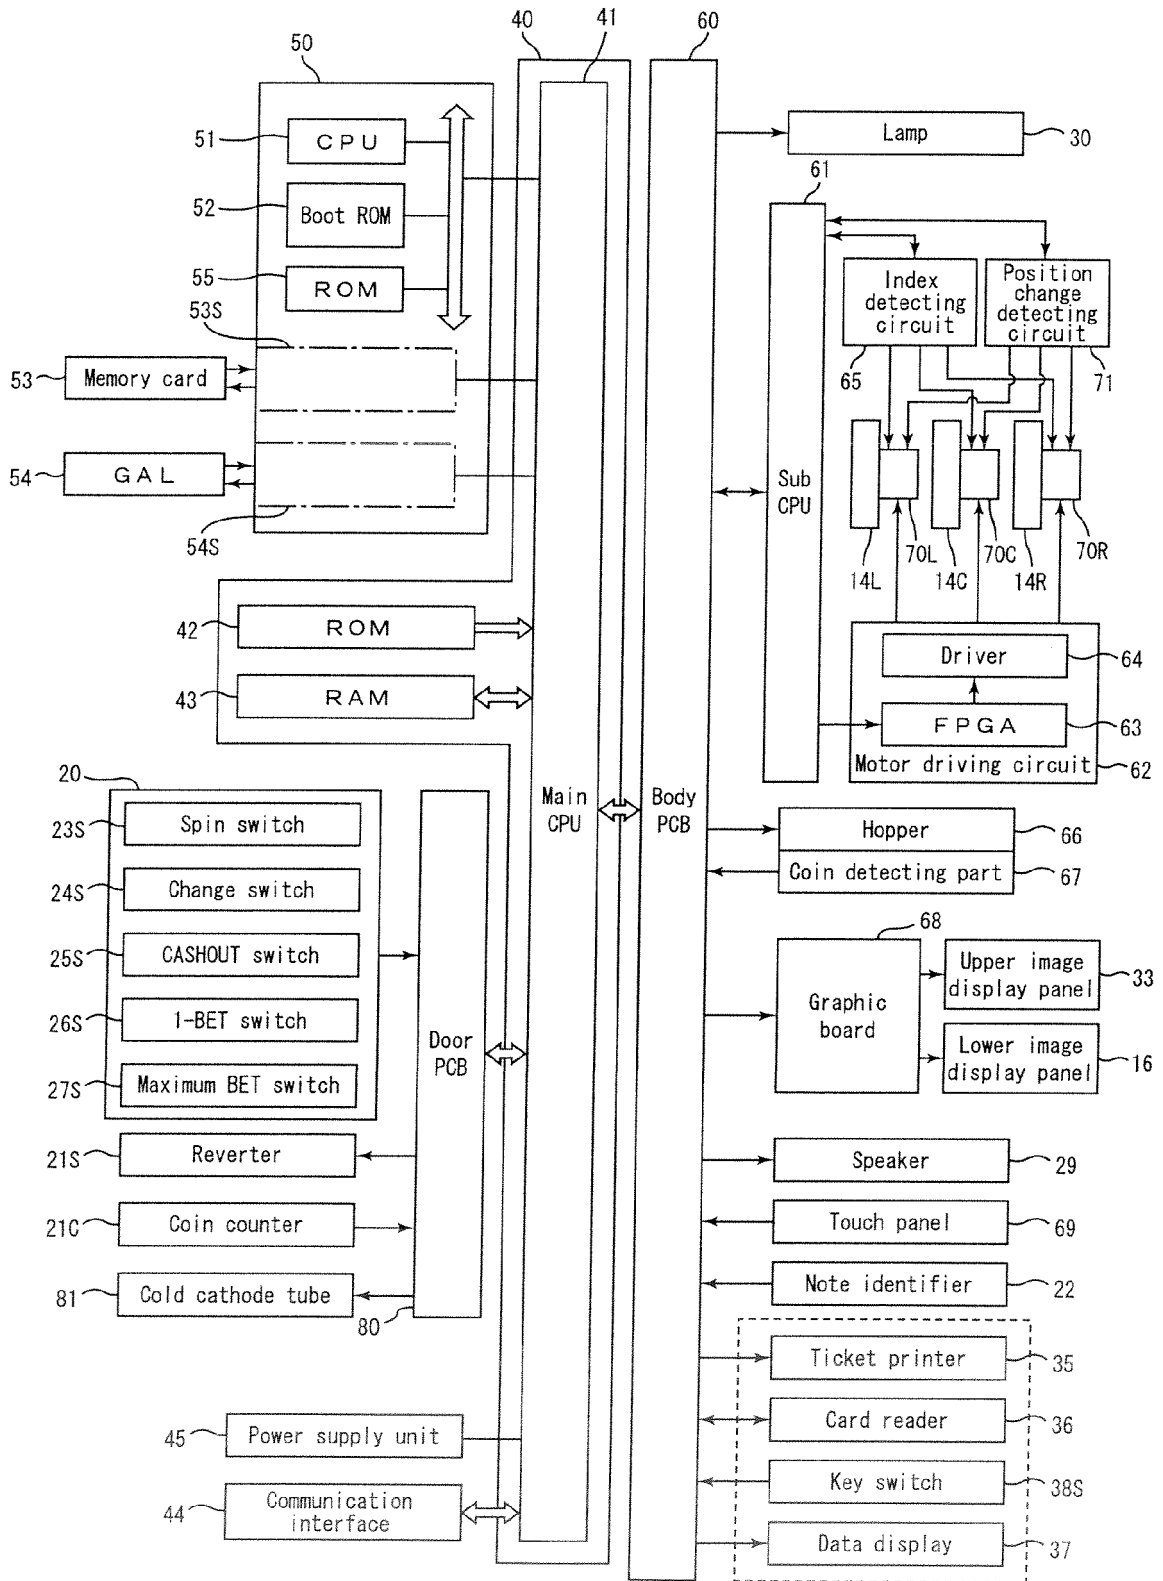 40
41
60
50
51
CPU
52
Boot ROM
55
ROM
53S
53
Memory card
54
GAL
54S
42
ROM
43
RAM
20
23S
Spin switch
24S
Change switch
25S
CASHOUT switch
26S
1-BET switch
27S
Maximum BET switch
21S
Reverter
21C
Coin counter
81
Cold cathode tube
Door
PCB
80
45
Power supply unit
44
Communication
interface
Main
CPU
Body
PCB
Lamp
30
61
Sub
CPU
Index
detecting
circuit
65
Position
change
detecting
circuit
71
14L
70L
14C
70C
14R
70R
Driver
64
FPGA
63
Motor driving circuit
62
Hopper
66
Coin detecting part
67
68
Graphic
board
Upper image
display panel
33
Lower image
display panel
16
Speaker
29
Touch panel
69
Note identifier
22
Ticket printer
35
Card reader
36
Key switch
38S
Data display
37